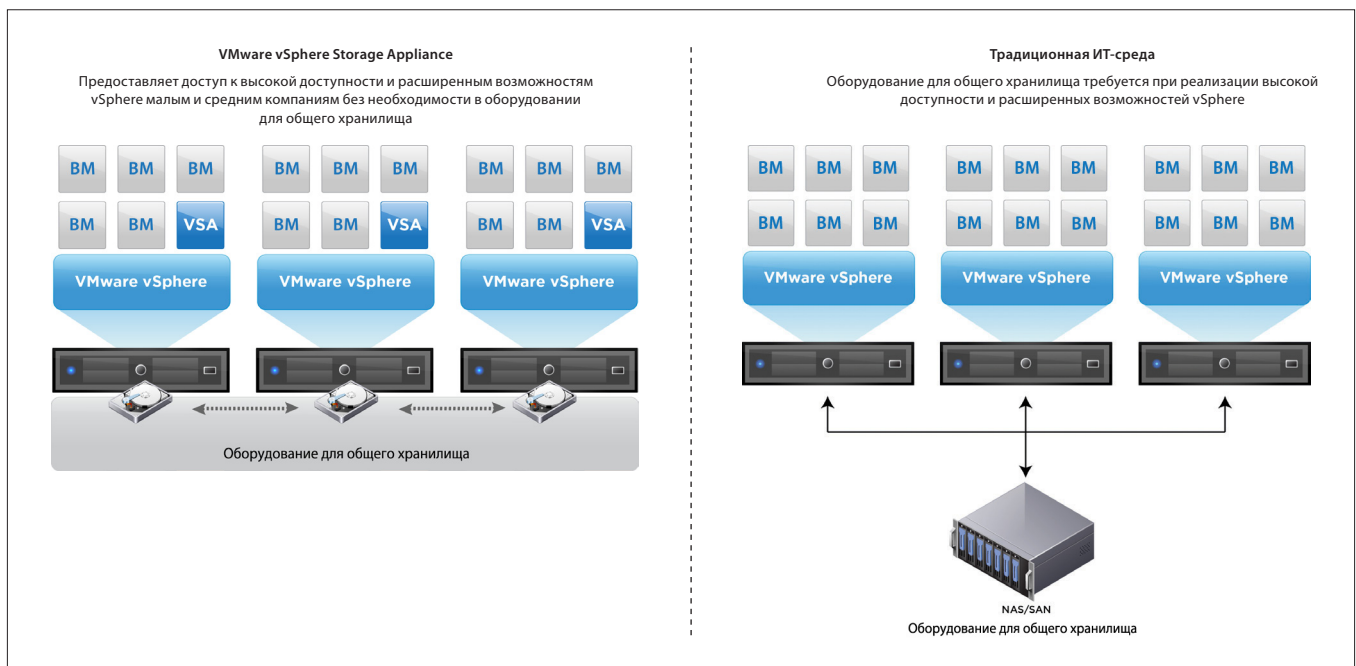 VMware vSphere Storage Appliance
Предоставляет доступ к высокой доступности и расширенным возможностям
vSphere малым и средним компаниям без необходимости в оборудовании
для общего хранилища
ВМ ВМ ВМ ВМ ВМ ВМ ВМ ВМ ВМ
ВМ ВМ VSA ВМ ВМ VSA ВМ ВМ VSA
VMware vSphere VMware vSphere VMware vSphere
Оборудование для общего хранилища
Традиционная ИТ-среда
Оборудование для общего хранилища требуется при реализации высокой
доступности и расширенных возможностей vSphere
ВМ ВМ ВМ ВМ ВМ ВМ ВМ ВМ ВМ
ВМ ВМ ВМ ВМ ВМ ВМ ВМ ВМ ВМ
VMware vSphere VMware vSphere VMware vSphere
NAS/SAN
Оборудование для общего хранилища